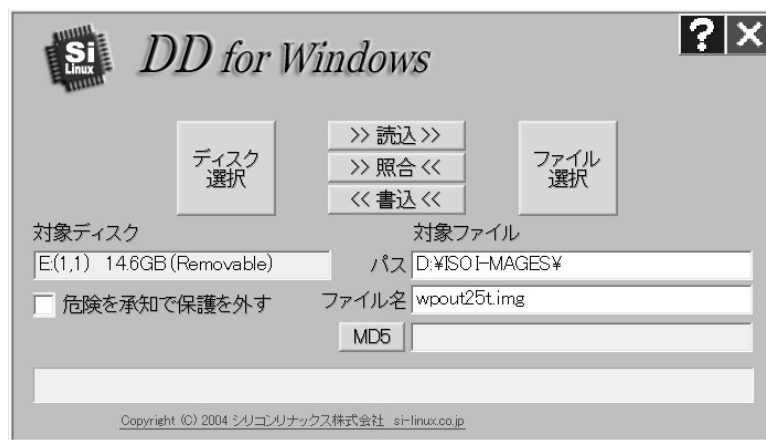 Si
Linux
DD for Windows
?
ディスク
選択
>> 読込 >>
>> 照合 <<
<< 書込 <<
ファイル
選択
対象ディスク
対象ファイル
E:(1,1) 14.6GB (Removable)
パス D:¥ISOI-MAGES¥
危険を承知で保護を外す
ファイル名 wpout25t.img
MD5
Copyright (C) 2004 シリコンリナックス株式会社 si-linux.co.jp